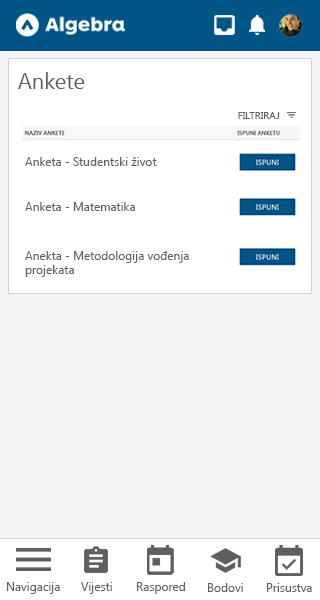 Algebra
Ankete
FILTRIRAJ
NAZIV ANKETE ISPUNI ANKETU
Anketa - Studentski život ISPUNI
Anketa - Matematika ISPUNI
Anekta - Metodologija vođenja ISPUNI
projekata
Navigacija Vijesti Raspored Bodovi Prisustva